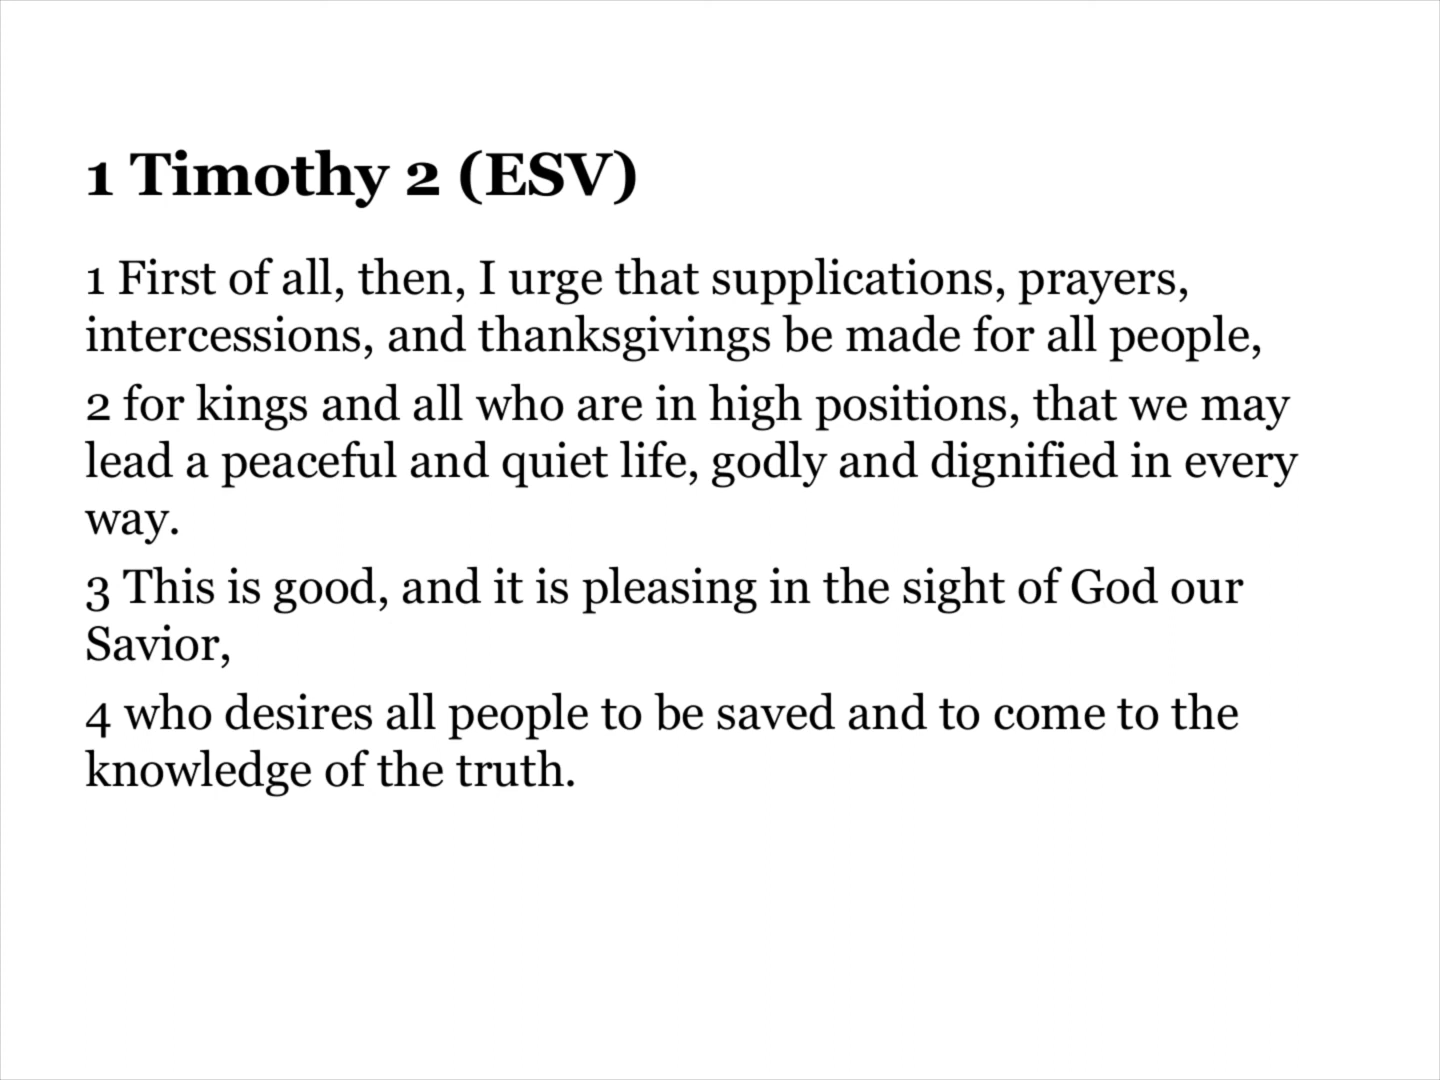 1 Timothy 2 (ESV)
1 First of all, then, I urge that supplications, prayers,
intercessions, and thanksgivings be made for all people,
2 for kings and all who are in high positions, that we may
lead a peaceful and quiet life, godly and dignified in every
way.
3 This is good, and it is pleasing in the sight of God our
Savior,
4 who desires all people to be saved and to come to the
knowledge of the truth.